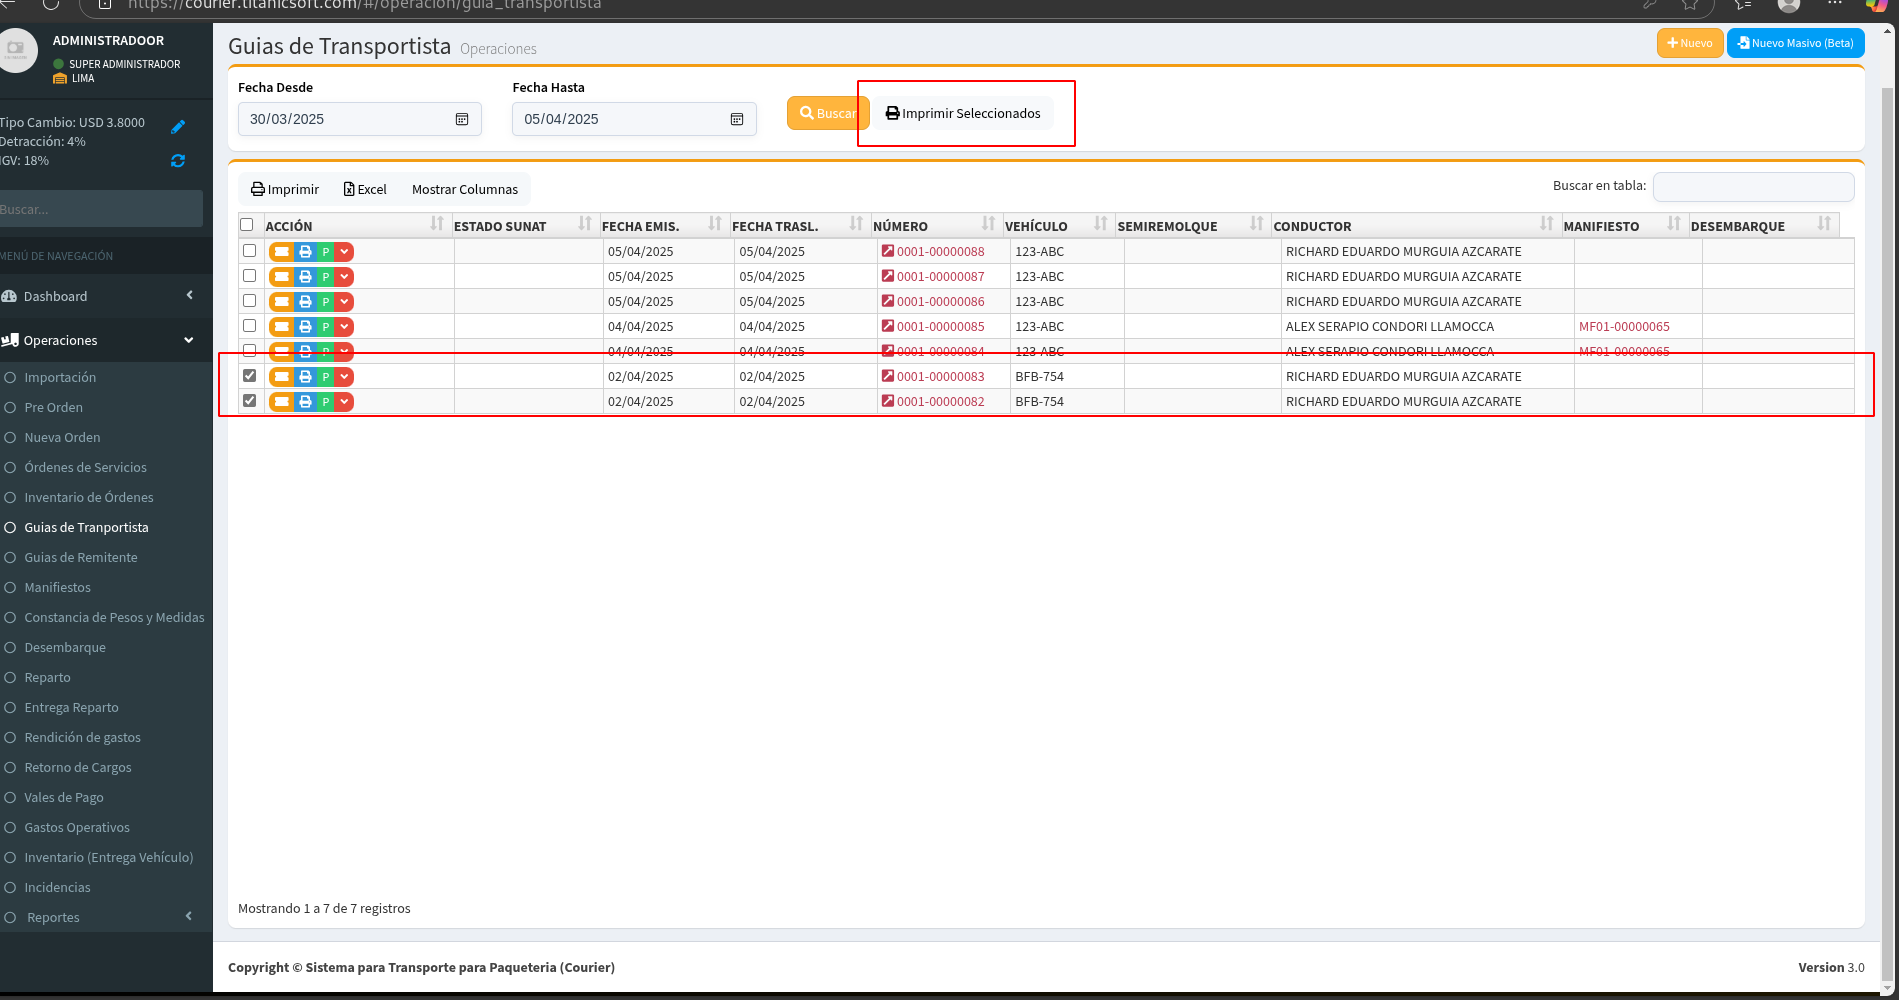 https://courier.titanicsoft.com/#/operacion/guia_transportista
ADMINISTRADOOR
SUPER ADMINISTRADOR
LIMA
Tipo Cambio: USD 3.8000
Detracción: 4%
IGV: 18%
Buscar...
MENÚ DE NAVEGACIÓN
Dashboard
Operaciones
Importación
Pre Orden
Nueva Orden
Órdenes de Servicios
Inventario de Órdenes
Guias de Tranportista
Guias de Remitente
Manifiestos
Constancia de Pesos y Medidas
Desembarque
Reparto
Entrega Reparto
Rendición de gastos
Retorno de Cargos
Vales de Pago
Gastos Operativos
Inventario (Entrega Vehículo)
Incidencias
Reportes
Guias de Transportista Operaciones
Nuevo
Nuevo Masivo (Beta)
Fecha Desde
Fecha Hasta
30/03/2025
05/04/2025
Buscar
Imprimir Seleccionados
Imprimir Excel Mostrar Columnas
Buscar en tabla:
ACCIÓN ESTADO SUNAT FECHA EMIS. FECHA TRASL. NÚMERO VEHÍCULO SEMIREMOLQUE CONDUCTOR MANIFIESTO DESEMBARQUE
P 05/04/2025 05/04/2025 0001-00000088 123-ABC RICHARD EDUARDO MURGUIA AZCARATE
P 05/04/2025 05/04/2025 0001-00000087 123-ABC RICHARD EDUARDO MURGUIA AZCARATE
P 05/04/2025 05/04/2025 0001-00000086 123-ABC RICHARD EDUARDO MURGUIA AZCARATE
P 04/04/2025 04/04/2025 0001-00000085 123-ABC ALEX SERAPIO CONDORI LLAMOCCA MF01-00000065
P 04/04/2025 04/04/2025 0001-00000084 123-ABC ALEX SERAPIO CONDORI LLAMOCCA MF01-00000065
P 02/04/2025 02/04/2025 0001-00000083 BFB-754 RICHARD EDUARDO MURGUIA AZCARATE
P 02/04/2025 02/04/2025 0001-00000082 BFB-754 RICHARD EDUARDO MURGUIA AZCARATE
Mostrando 1 a 7 de 7 registros
Copyright © Sistema para Transporte para Paqueteria (Courier)
Version 3.0